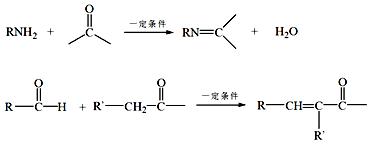 O
RNH₂ + C 一定条件 RN=C + H₂O
O O O
R—C—H + R'—CH₂—C— 一定条件 R—CH=C—C—
R'